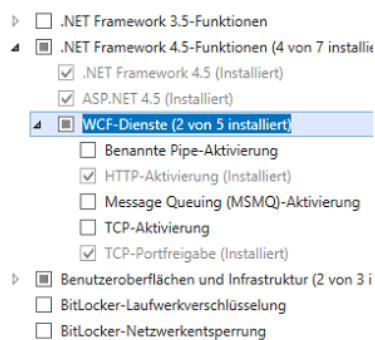 .NET Framework 3.5-Funktionen
.NET Framework 4.5-Funktionen (4 von 7 installie
.NET Framework 4.5 (Installiert)
ASP.NET 4.5 (Installiert)
WCF-Dienste (2 von 5 installiert)
Benannte Pipe-Aktivierung
HTTP-Aktivierung (Installiert)
Message Queuing (MSMQ)-Aktivierung
TCP-Aktivierung
TCP-Portfreigabe (Installiert)
Benutzeroberflächen und Infrastruktur (2 von 3 i
BitLocker-Laufwerkverschlüsselung
BitLocker-Netzwerkentsperrung